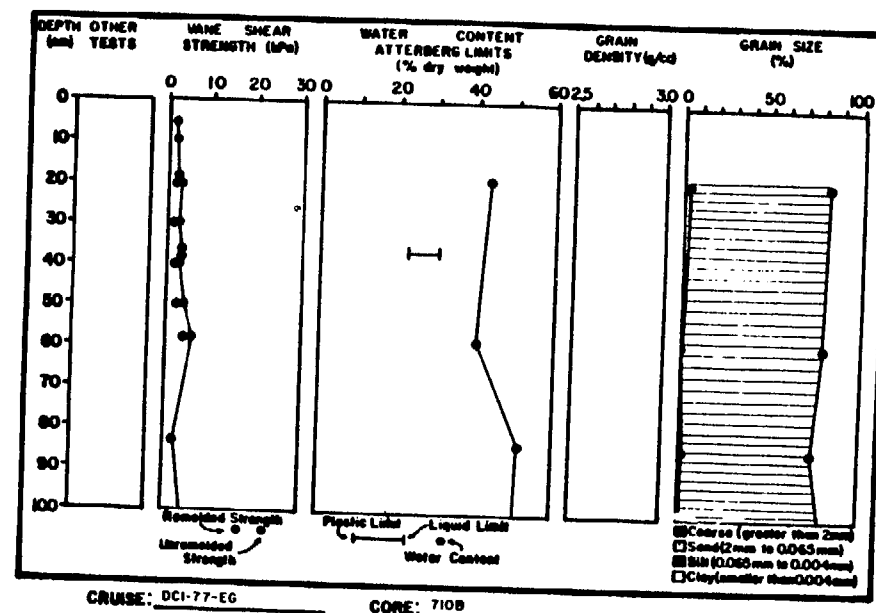 DEPTH OTHER VANE SHEAR WATER CONTENT GRAIN GRAIN SIZE
(cm) TESTS STRENGTH (kPa) ATTERBERG LIMITS DENSITY(g/cc) (%)
(% dry weight)
0 10 20 30 0 20 40 60 2.5 3.0 0 50 100
0
10
20
30
40
50
60
70
80
90
100
Remolded Strength
Unremolded
Strength
Plastic Limit Liquid Limit
Water Content
Coarse (greater than 2mm)
Sand (2mm to 0.065mm)
Silt (0.065mm to 0.004mm)
Clay (smaller than 0.004mm)
CRUISE: DC1-77-EG CORE: 710B